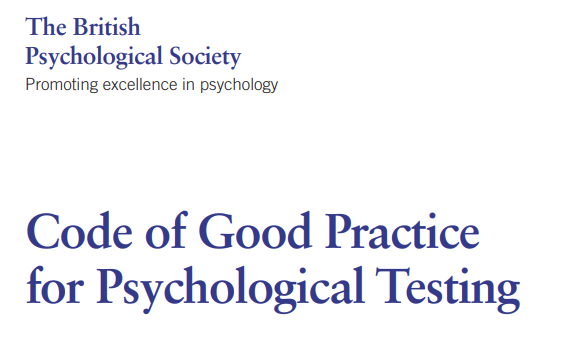 The British
Psychological Society
Promoting excellence in psychology
Code of Good Practice
for Psychological Testing